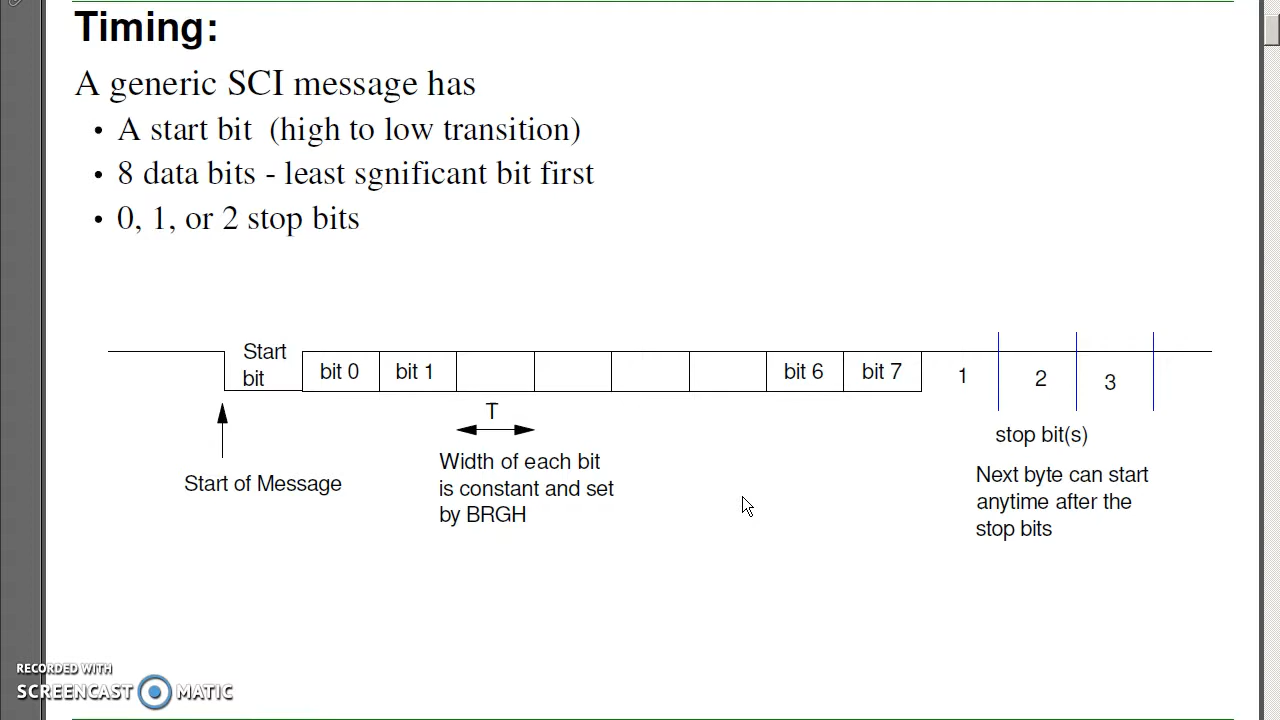 Timing:
A generic SCI message has
• A start bit  (high to low transition)
• 8 data bits - least sgnificant bit first
• 0, 1, or 2 stop bits
Start
bit
bit 0
bit 1
bit 6
bit 7
1
2
3
T
stop bit(s)
Start of Message
Width of each bit
is constant and set
by BRGH
Next byte can start
anytime after the
stop bits
RECORDED WITH
SCREENCAST MATIC